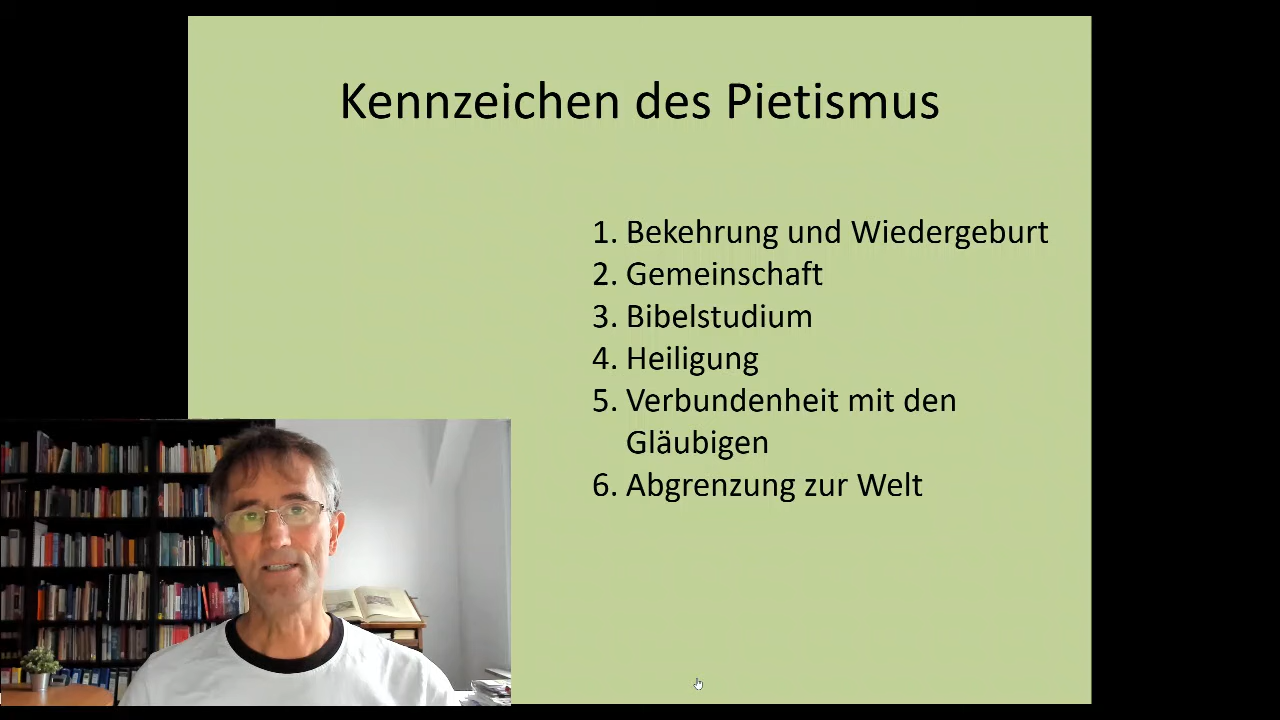 Kennzeichen des Pietismus
1. Bekehrung und Wiedergeburt
2. Gemeinschaft
3. Bibelstudium
4. Heiligung
5. Verbundenheit mit den
Gläubigen
6. Abgrenzung zur Welt